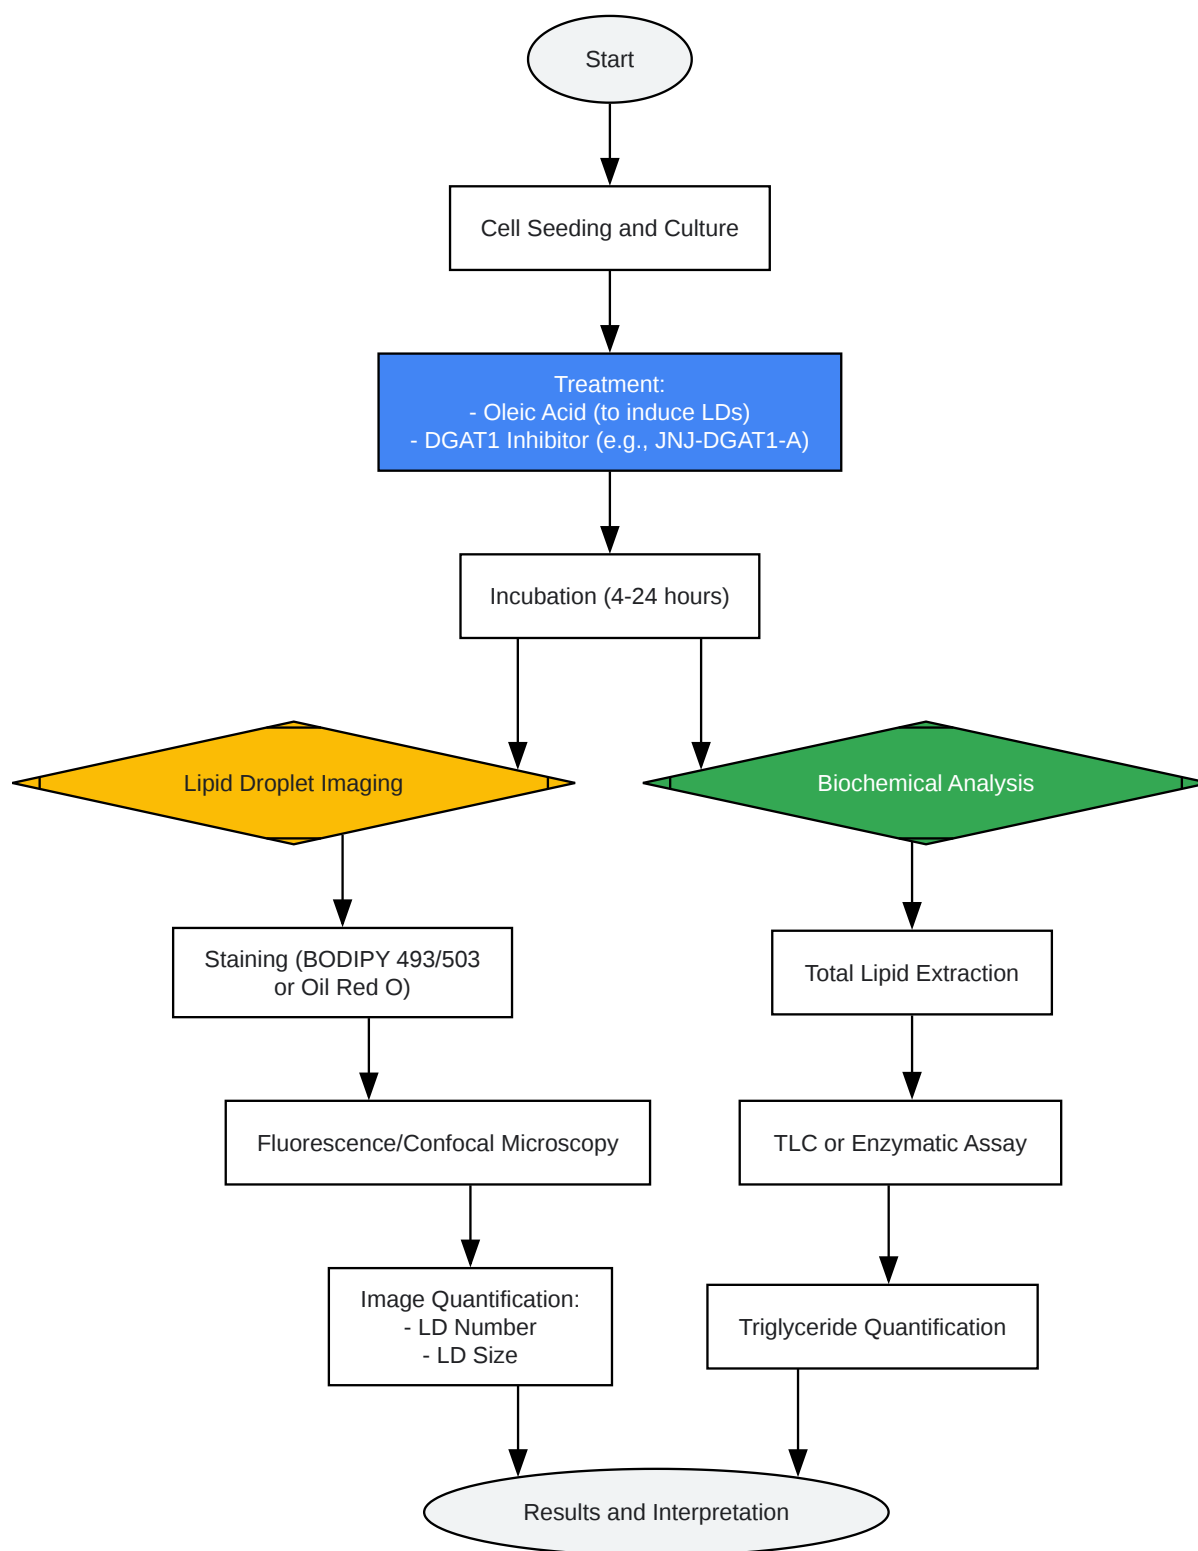 Start
Cell Seeding and Culture
Treatment:
- Oleic Acid (to induce LDs)
- DGAT1 Inhibitor (e.g., JNJ-DGAT1-A)
Incubation (4-24 hours)
Lipid Droplet Imaging
Biochemical Analysis
Staining (BODIPY 493/503
or Oil Red O)
Total Lipid Extraction
Fluorescence/Confocal Microscopy
TLC or Enzymatic Assay
Image Quantification:
- LD Number
- LD Size
Triglyceride Quantification
Results and Interpretation